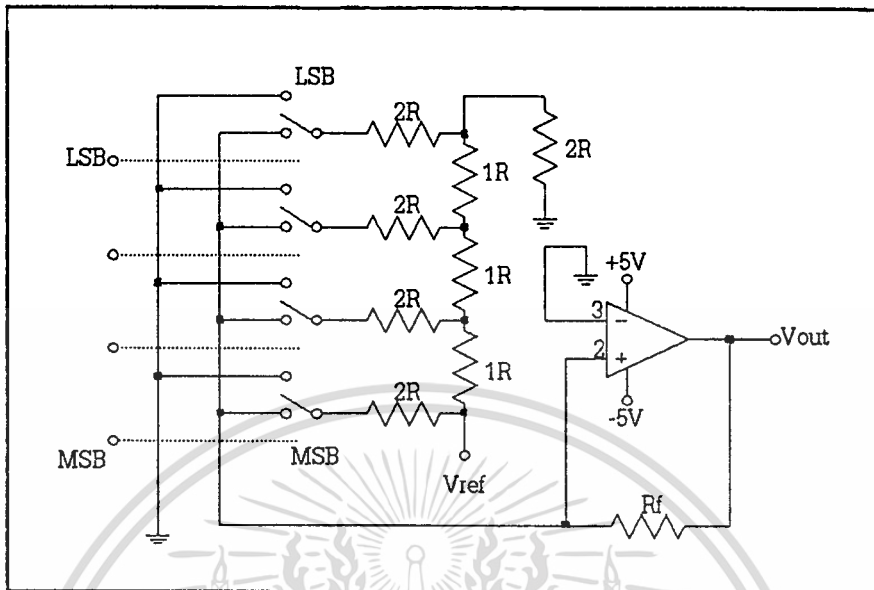 LSB
2R
LSB
1R
2R
2R
1R
+5V
2R
3
-
Vout
2
+
1R
2R
-5V
MSB
MSB
Vref
Rf